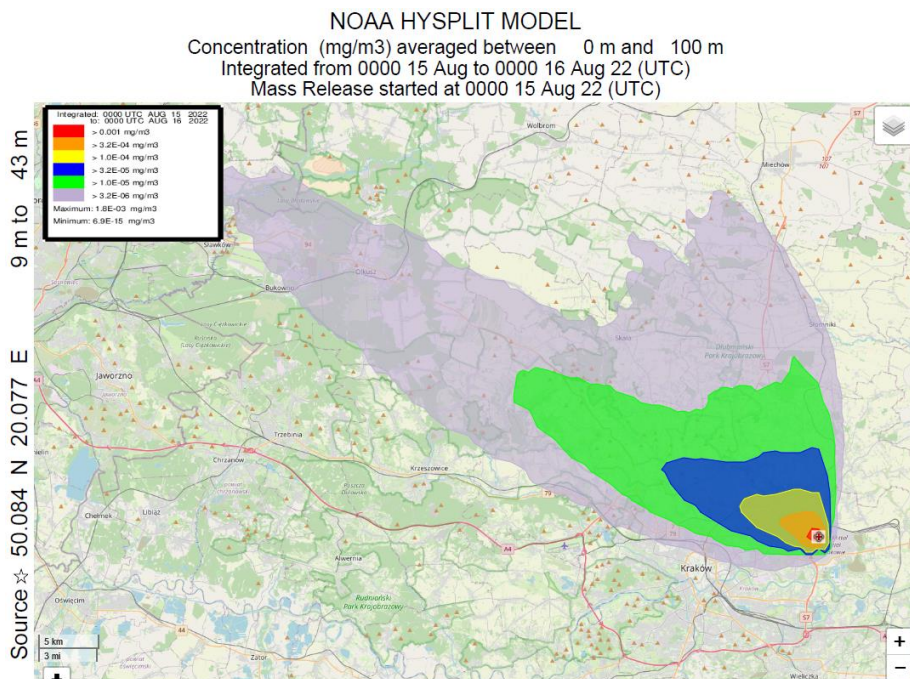 NOAA HYSPLIT MODEL
Concentration (mg/m3) averaged between 0 m and 100 m
Integrated from 0000 15 Aug to 0000 16 Aug 22 (UTC)
Mass Release started at 0000 15 Aug 22 (UTC)
Source ☆ 50.084 N 20.077 E 9 m to 43 m
Integrated: 0000 UTC AUG 15 2022
to: 0000 UTC AUG 16 2022
> 0.001 mg/m3
> 3.2E-04 mg/m3
> 1.0E-04 mg/m3
> 3.2E-05 mg/m3
> 1.0E-05 mg/m3
> 3.2E-06 mg/m3
Maximum: 1.8E-03 mg/m3
Minimum: 6.9E-15 mg/m3
Wolbrom
Miechów
Sławków
Olkusz
Bukowno
Skała
Dłubniański
Park Krajobrazowy
Jaworzno
A4
Trzebinia
Chrzanów
Krzeszowice
79
Chełmek
Libiąż
A4
Alwernia
Kraków
S7
Rudniański
Park Krajobrazowy
Oświęcim
44
Zator
Wieliczka
5 km
3 mi
+
−